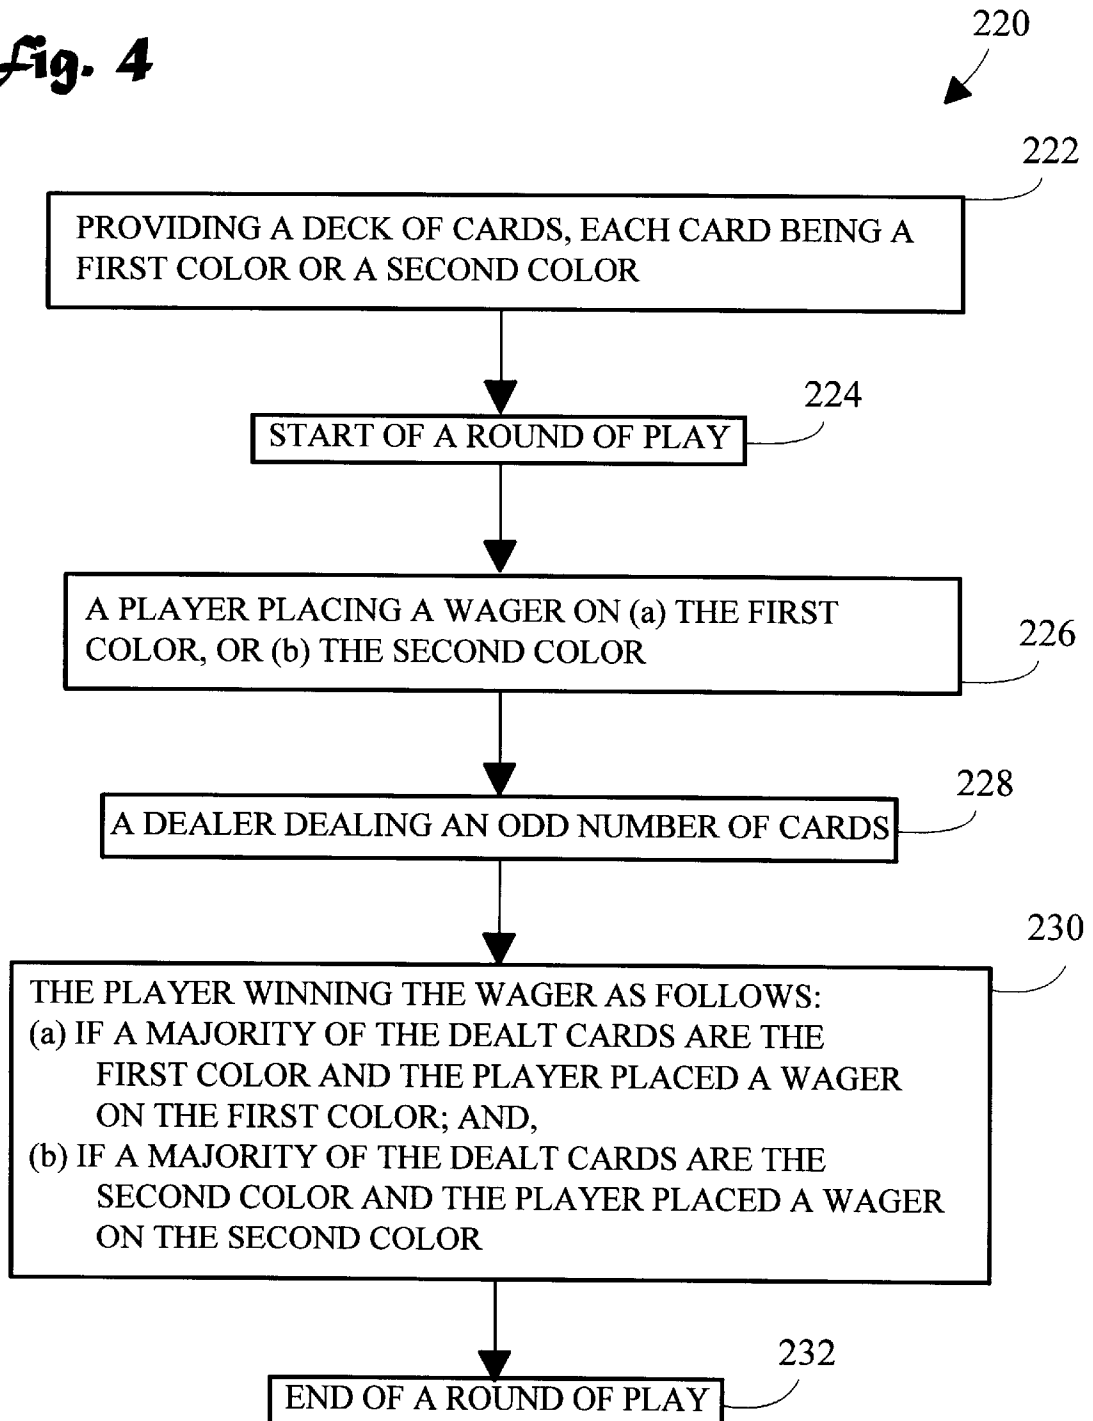 Fig. 4
220
222
PROVIDING A DECK OF CARDS, EACH CARD BEING A
FIRST COLOR OR A SECOND COLOR
224
START OF A ROUND OF PLAY
A PLAYER PLACING A WAGER ON (a) THE FIRST
COLOR, OR (b) THE SECOND COLOR
226
228
A DEALER DEALING AN ODD NUMBER OF CARDS
230
THE PLAYER WINNING THE WAGER AS FOLLOWS:
(a) IF A MAJORITY OF THE DEALT CARDS ARE THE
FIRST COLOR AND THE PLAYER PLACED A WAGER
ON THE FIRST COLOR; AND,
(b) IF A MAJORITY OF THE DEALT CARDS ARE THE
SECOND COLOR AND THE PLAYER PLACED A WAGER
ON THE SECOND COLOR
232
END OF A ROUND OF PLAY